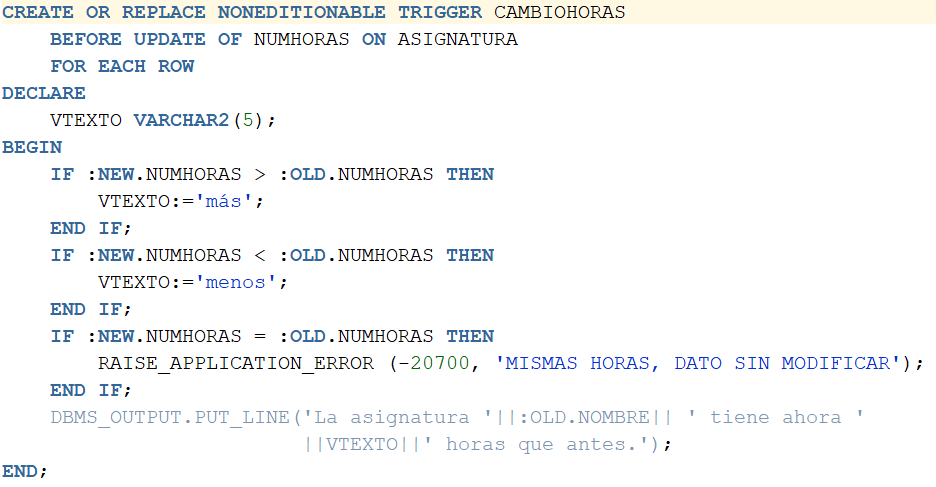 CREATE OR REPLACE NONEDITIONABLE TRIGGER CAMBIOHORAS
    BEFORE UPDATE OF NUMHORAS ON ASIGNATURA
    FOR EACH ROW
DECLARE
    VTEXTO VARCHAR2(5);
BEGIN
    IF :NEW.NUMHORAS > :OLD.NUMHORAS THEN
        VTEXTO:='más';
    END IF;
    IF :NEW.NUMHORAS < :OLD.NUMHORAS THEN
        VTEXTO:='menos';
    END IF;
    IF :NEW.NUMHORAS = :OLD.NUMHORAS THEN
        RAISE_APPLICATION_ERROR (-20700, 'MISMAS HORAS, DATO SIN MODIFICAR');
    END IF;
    DBMS_OUTPUT.PUT_LINE('La asignatura '||:OLD.NOMBRE|| ' tiene ahora '
                         ||VTEXTO||' horas que antes.');
END;